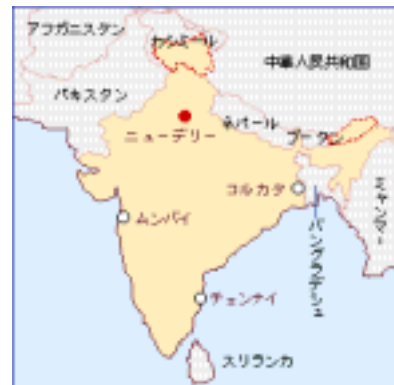 アフガニスタン
カシミール
中華人民共和国
パキスタン
ニューデリー
ネパール
ブータン
コルカタ
ミャンマー
ムンバイ
バングラデシュ
チェンナイ
スリランカ